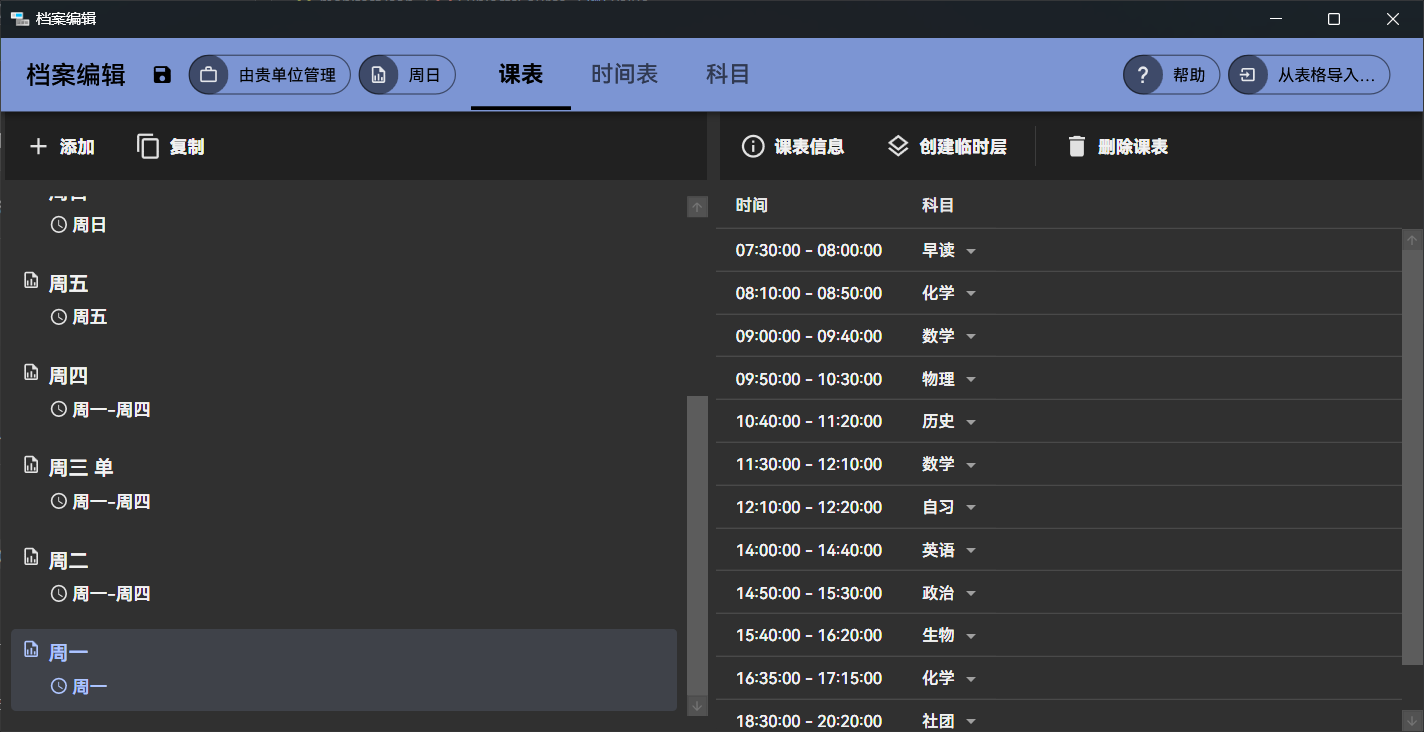 档案编辑
档案编辑 由贵单位管理 周日 课表 时间表 科目 ? 帮助 从表格导入...
添加 复制
课表信息 创建临时层 删除课表
周日
周日
周五
周五
周四
周一-周四
周三 单
周一-周四
周二
周一-周四
周一
周一
时间 科目
07:30:00 - 08:00:00 早读
08:10:00 - 08:50:00 化学
09:00:00 - 09:40:00 数学
09:50:00 - 10:30:00 物理
10:40:00 - 11:20:00 历史
11:30:00 - 12:10:00 数学
12:10:00 - 12:20:00 自习
14:00:00 - 14:40:00 英语
14:50:00 - 15:30:00 政治
15:40:00 - 16:20:00 生物
16:35:00 - 17:15:00 化学
18:30:00 - 20:20:00 社团